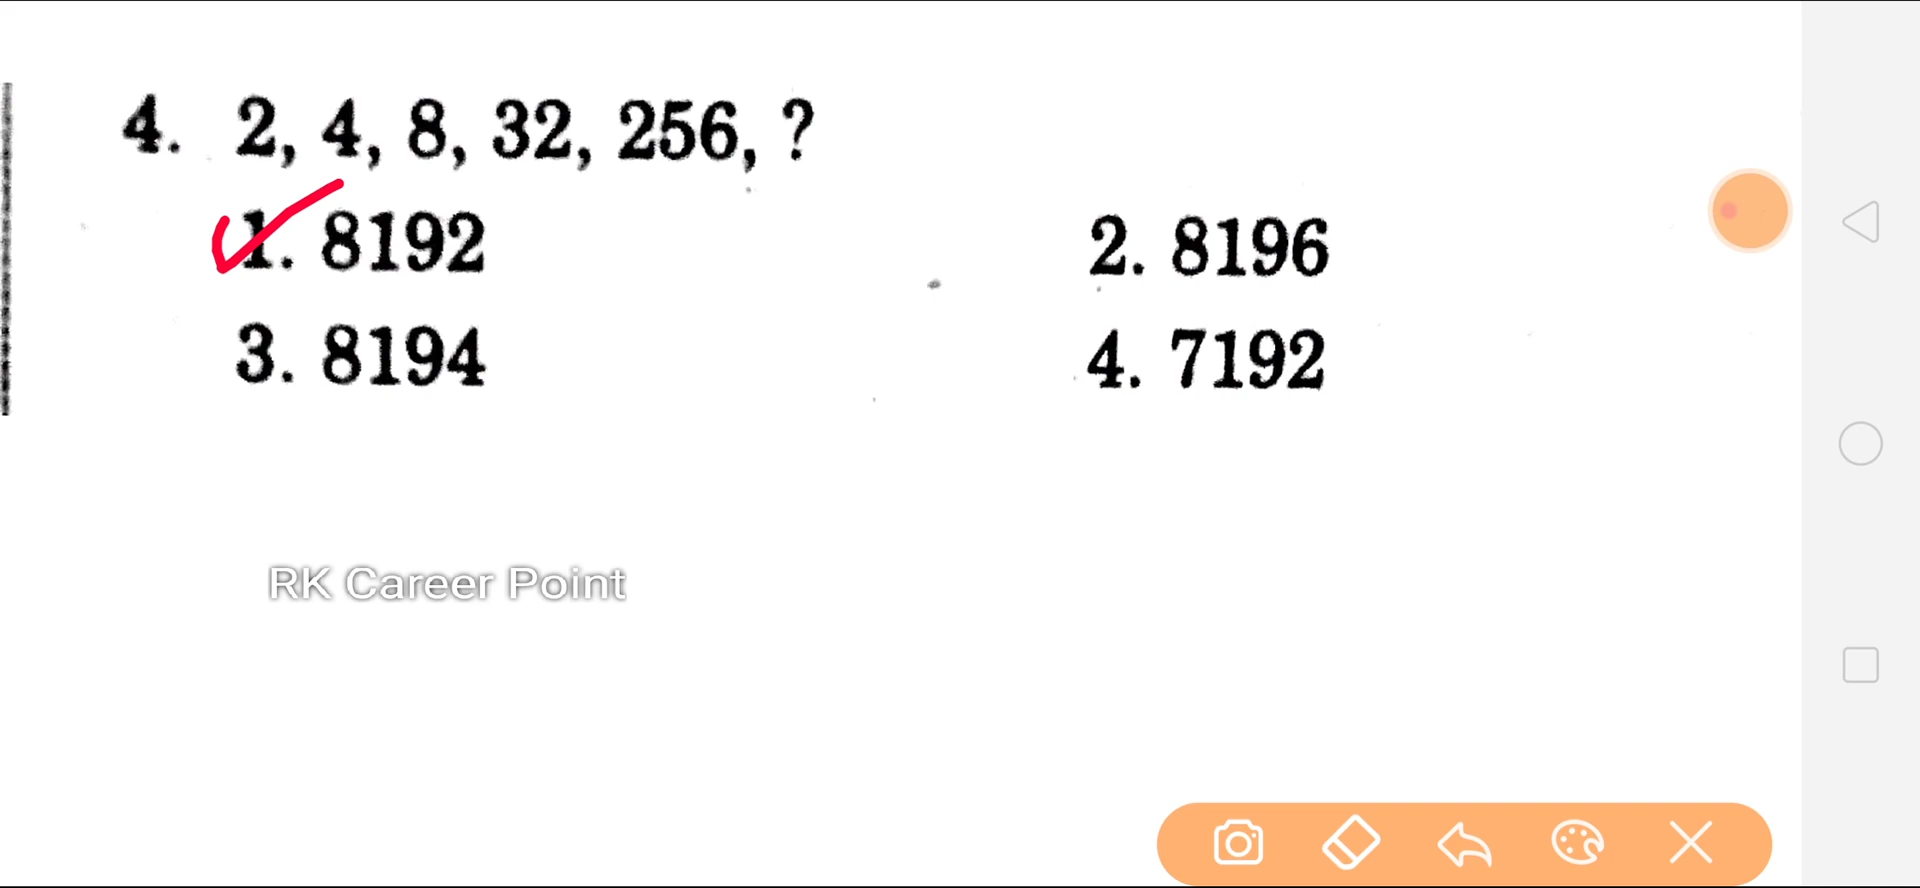 4. 2, 4, 8, 32, 256, ?
1. 8192 2. 8196
3. 8194 4. 7192
RK Career Point